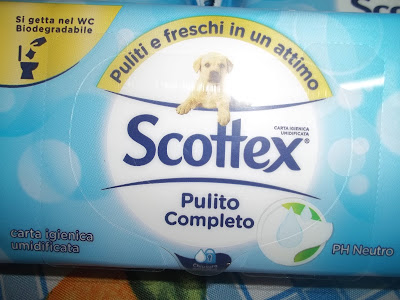 Si getta nel WC
Biodegradabile
Puliti e freschi in un attimo
Scottex®
CARTA IGIENICA
UMIDIFICATA
Pulito
Completo
carta igienica
umidificata
PH Neutro